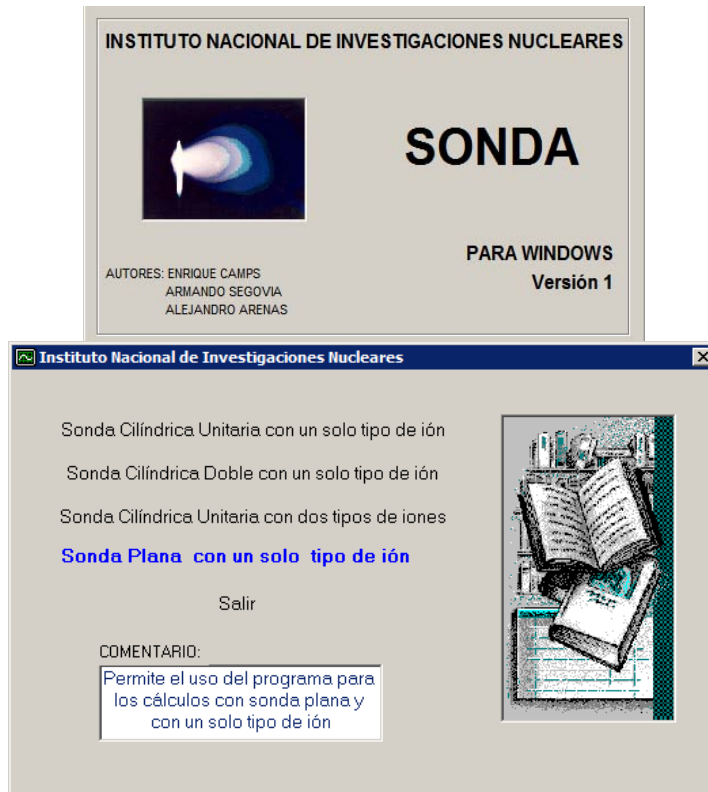 INSTITUTO NACIONAL DE INVESTIGACIONES NUCLEARES
SONDA
PARA WINDOWS
Versión 1
AUTORES: ENRIQUE CAMPS
ARMANDO SEGOVIA
ALEJANDRO ARENAS
Instituto Nacional de Investigaciones Nucleares
Sonda Cilíndrica Unitaria con un solo tipo de ión
Sonda Cilíndrica Doble con un solo tipo de ión
Sonda Cilíndrica Unitaria con dos tipos de iones
Sonda Plana con un solo tipo de ión
Salir
COMENTARIO:
Permite el uso del programa para
los cálculos con sonda plana y
con un solo tipo de ión